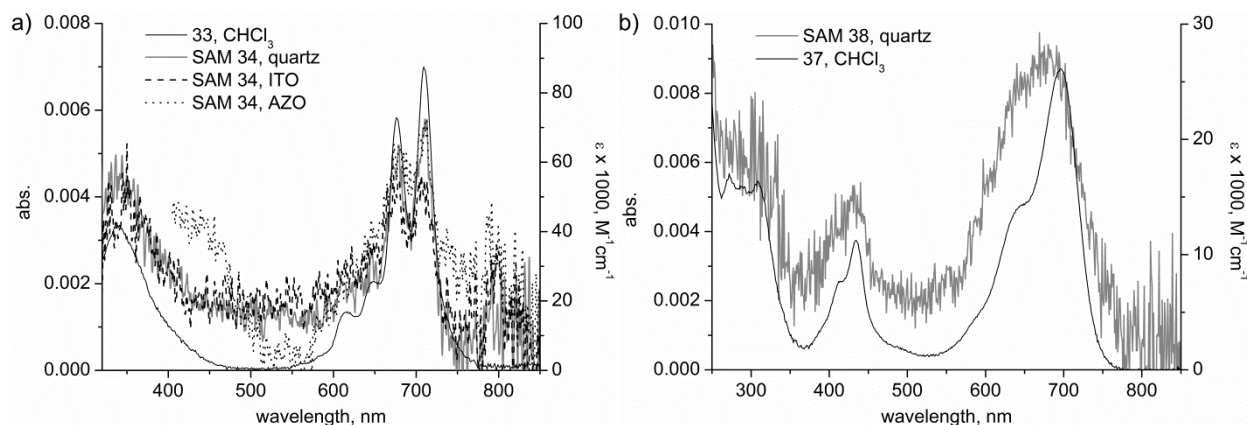 a)
33, CHCl₃
SAM 34, quartz
SAM 34, ITO
SAM 34, AZO
0.008
0.006
0.004
0.002
0.000
abs.
100
80
60
40
20
0
ε x 1000, M⁻¹cm⁻¹
400 500 600 700 800
wavelength, nm
b)
SAM 38, quartz
37, CHCl₃
0.010
0.008
0.006
0.004
0.002
0.000
abs.
30
20
10
0
ε x 1000, M⁻¹cm⁻¹
300 400 500 600 700 800
wavelength, nm